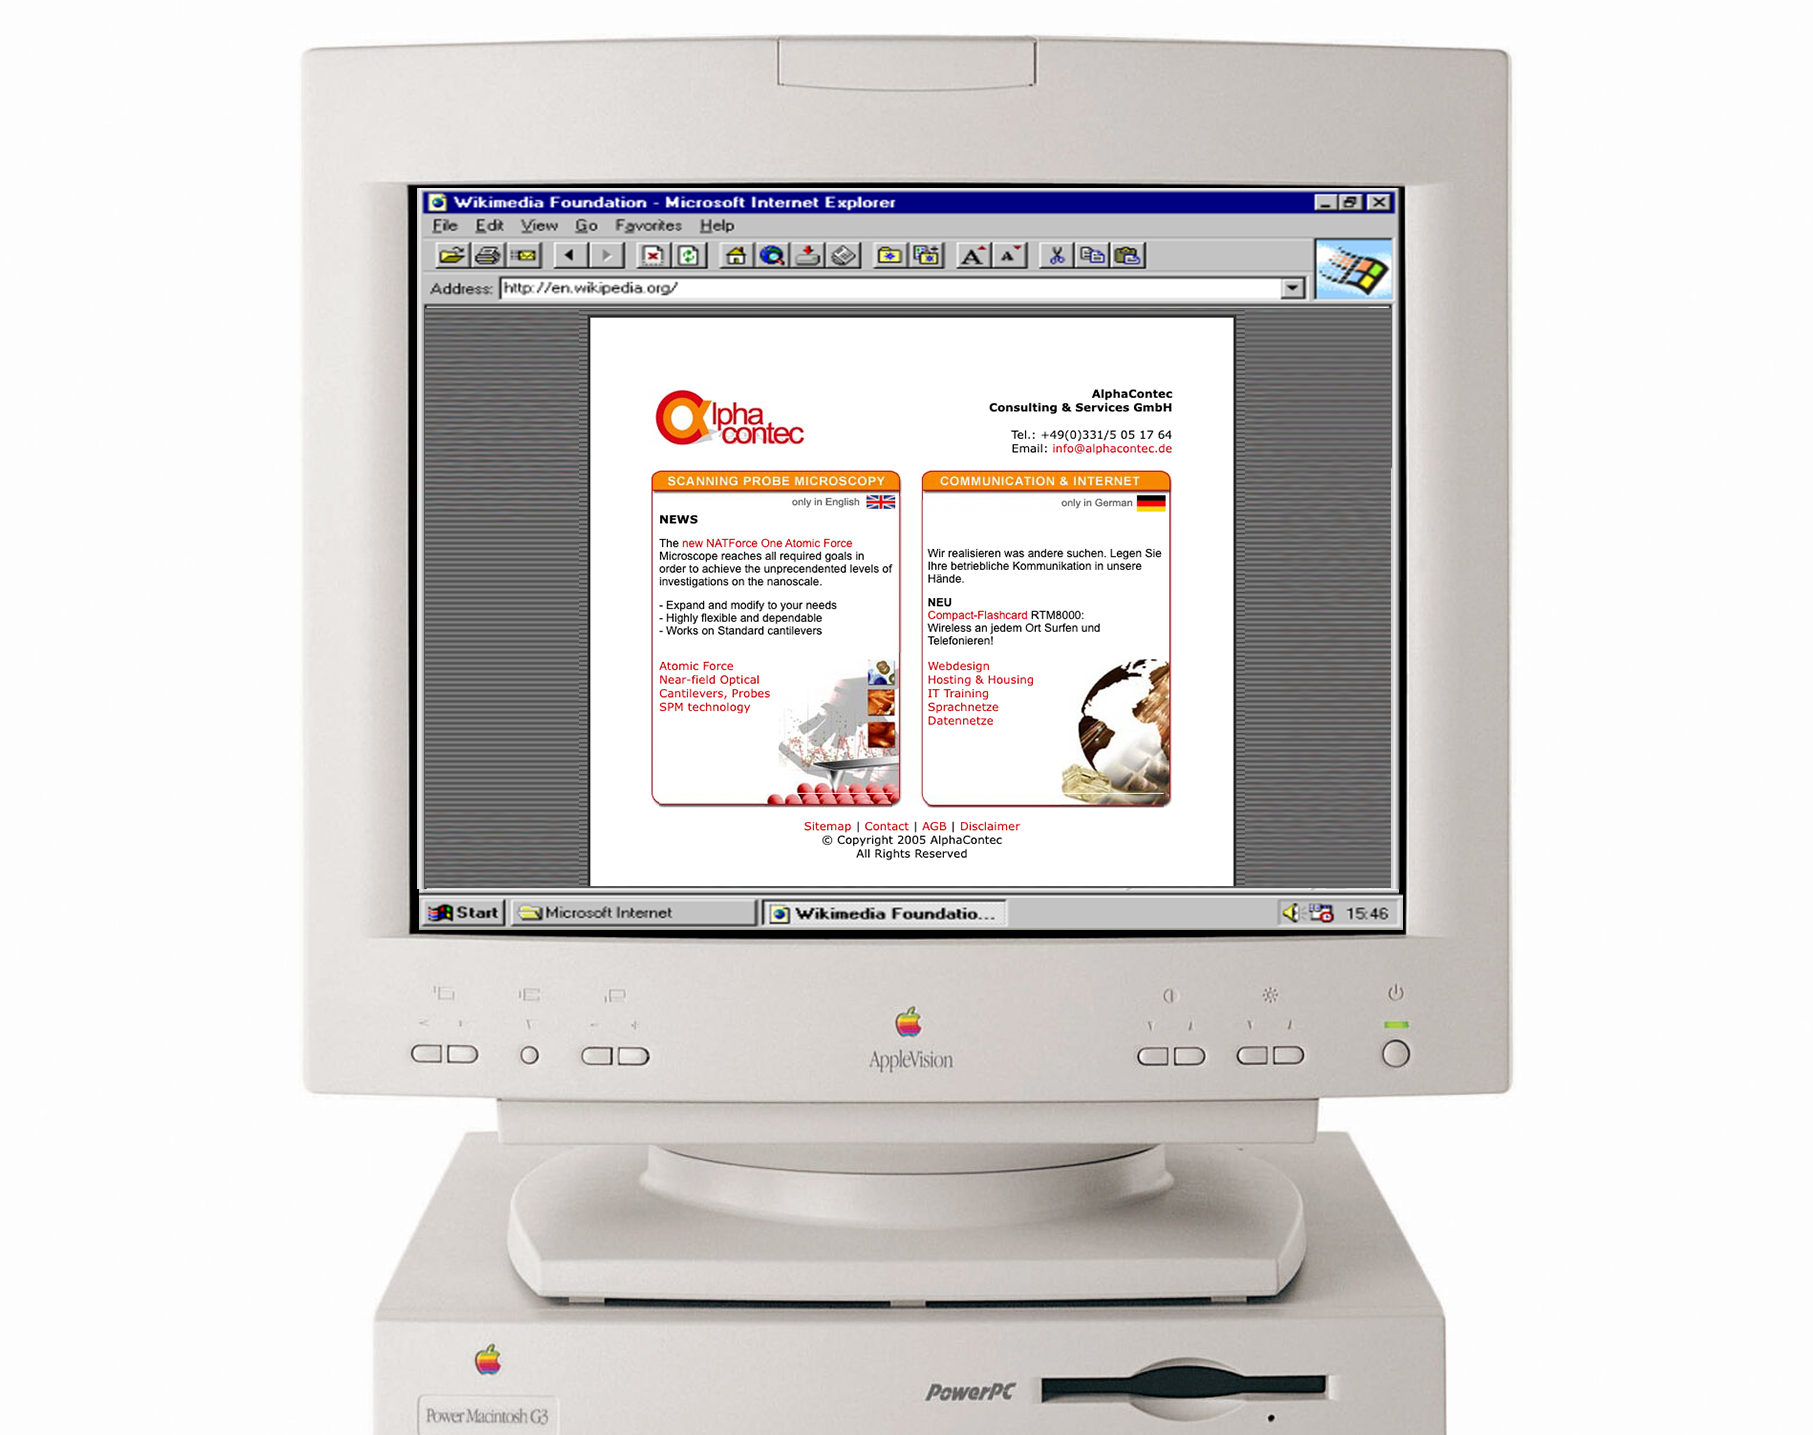 Wikimedia Foundation - Microsoft Internet Explorer
File Edit View Go Favorites Help
Address: http://en.wikipedia.org/
alpha
contec
AlphaContec
Consulting & Services GmbH
Tel.: +49(0)331/5 05 17 64
Email: info@alphacontec.de
SCANNING PROBE MICROSCOPY
only in English
NEWS
The new NATForce One Atomic Force
Microscope reaches all required goals in
order to achieve the unprecendented levels of
investigations on the nanoscale.
- Expand and modify to your needs
- Highly flexible and dependable
- Works on Standard cantilevers
Atomic Force
Near-field Optical
Cantilevers, Probes
SPM technology
COMMUNICATION & INTERNET
only in German
Wir realisieren was andere suchen. Legen Sie
Ihre betriebliche Kommunikation in unsere
Hände.
NEU
Compact-Flashcard RTM8000:
Wireless an jedem Ort Surfen und
Telefonieren!
Webdesign
Hosting & Housing
IT Training
Sprachnetze
Datennetze
Sitemap | Contact | AGB | Disclaimer
© Copyright 2005 AlphaContec
All Rights Reserved
Start Microsoft Internet Wikimedia Foundatio... 15:46
AppleVision
PowerPC
Power Macintosh G3